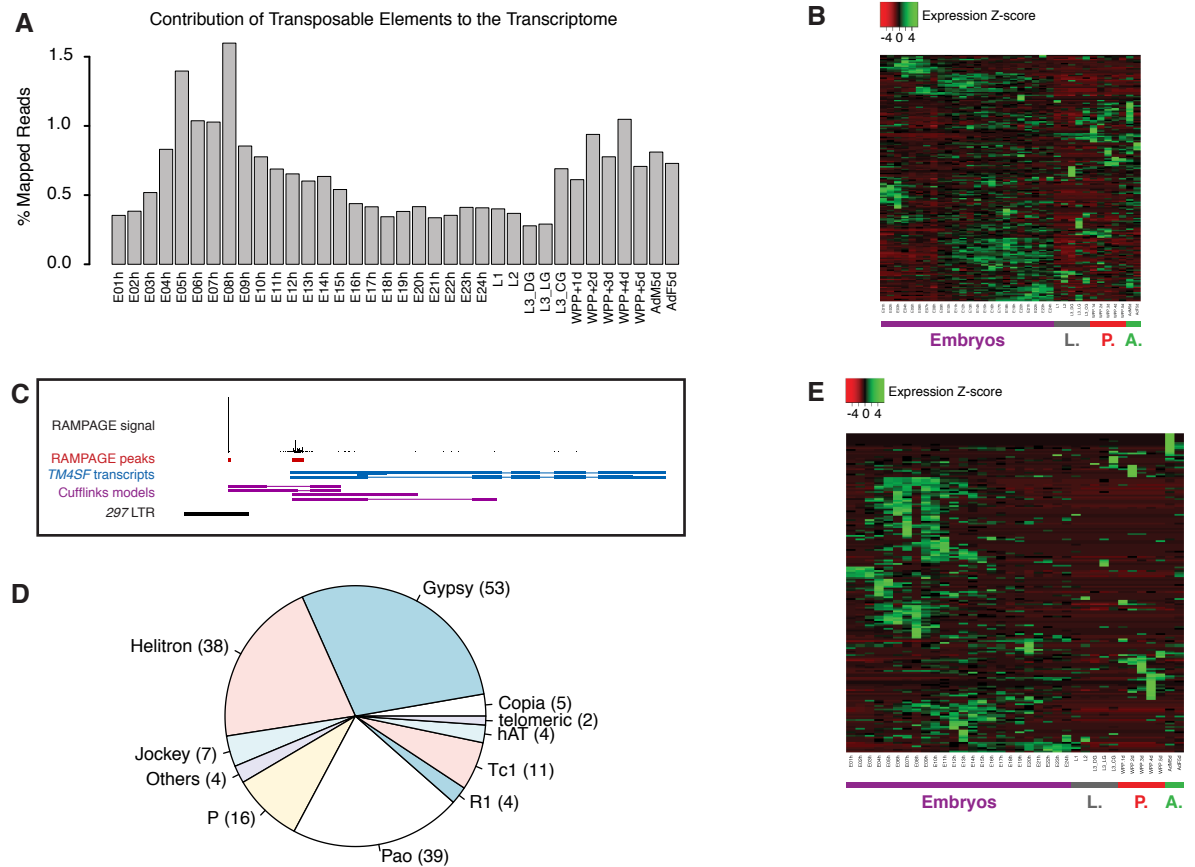 A
Contribution of Transposable Elements to the Transcriptome
% Mapped Reads
1.5
1.0
0.5
0.0
E01h E02h E03h E04h E05h E06h E07h E08h E09h E10h E11h E12h E13h E14h E15h E16h E17h E18h E19h E20h E21h E22h E23h E24h L1 L2 L3_DG L3_LG L3_CG WPP+1d WPP+2d WPP+3d WPP+4d WPP+5d AdM5d AdF5d
B
Expression Z-score
-4 0 4
Embryos L. P. A.
C
RAMPAGE signal
RAMPAGE peaks
TM4SF transcripts
Cufflinks models
297 LTR
D
Gypsy (53)
Helitron (38)
Copia (5)
telomeric (2)
hAT (4)
Jockey (7)
Tc1 (11)
Others (4)
R1 (4)
P (16)
Pao (39)
E
Expression Z-score
-4 0 4
Embryos L. P. A.